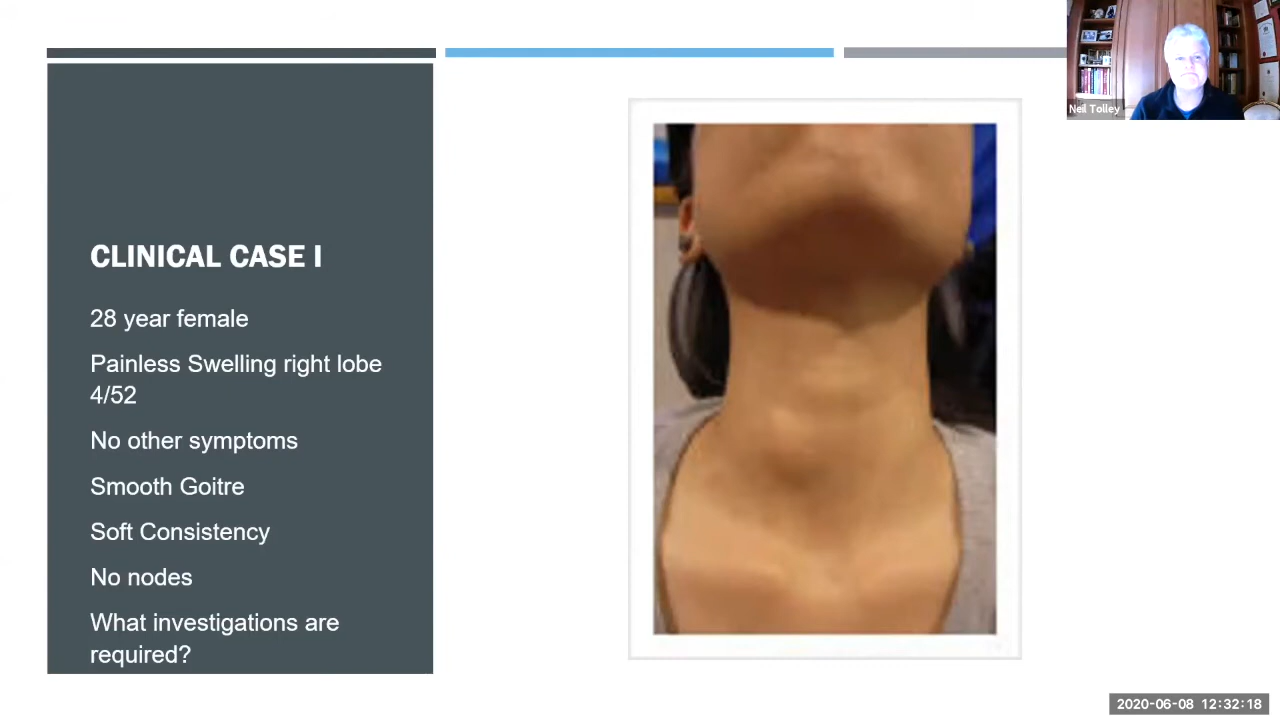 Neil Tolley
CLINICAL CASE I
28 year female
Painless Swelling right lobe
4/52
No other symptoms
Smooth Goitre
Soft Consistency
No nodes
What investigations are
required?
2020-06-08 12:32:18